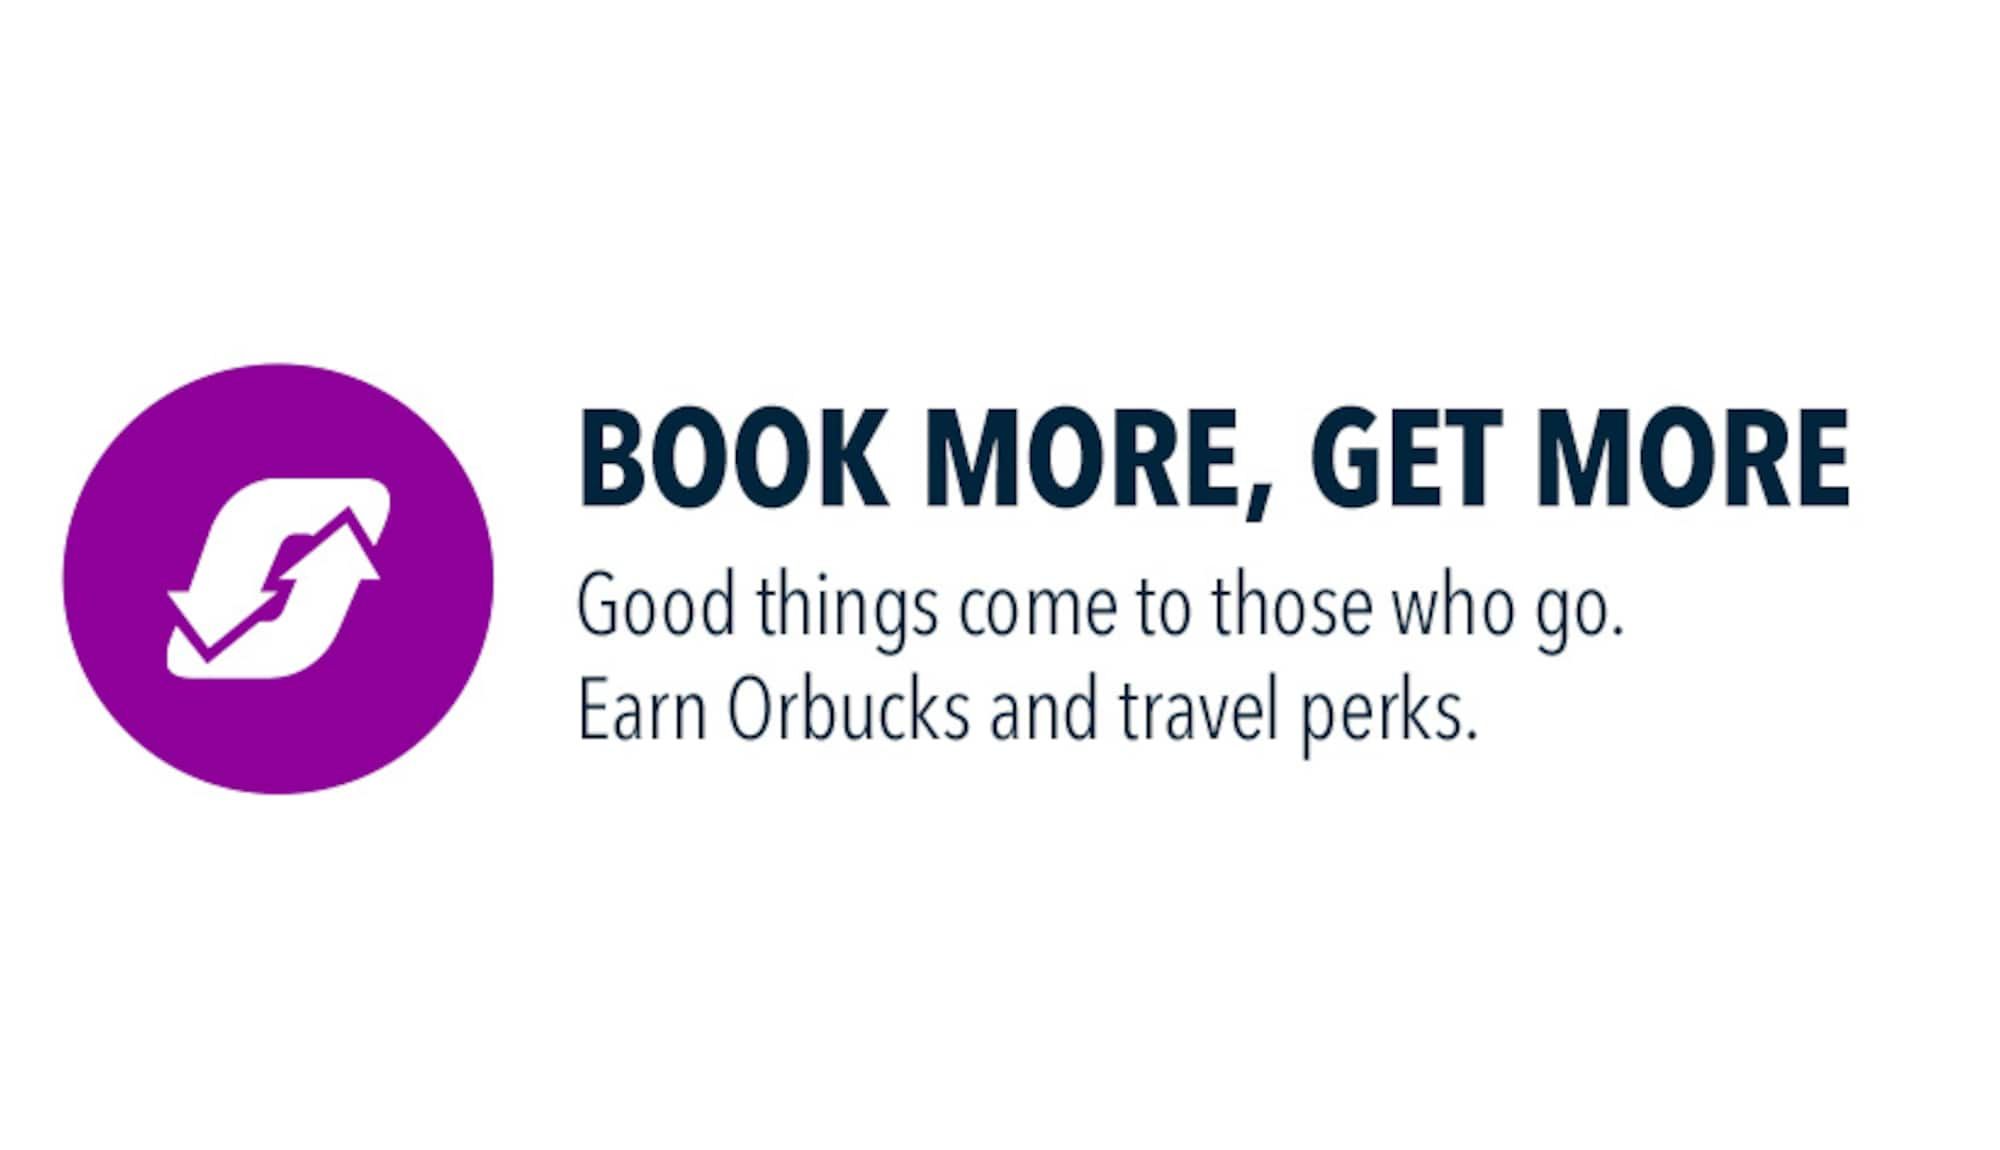 BOOK MORE, GET MORE
Good things come to those who go.
Earn Orbucks and travel perks.